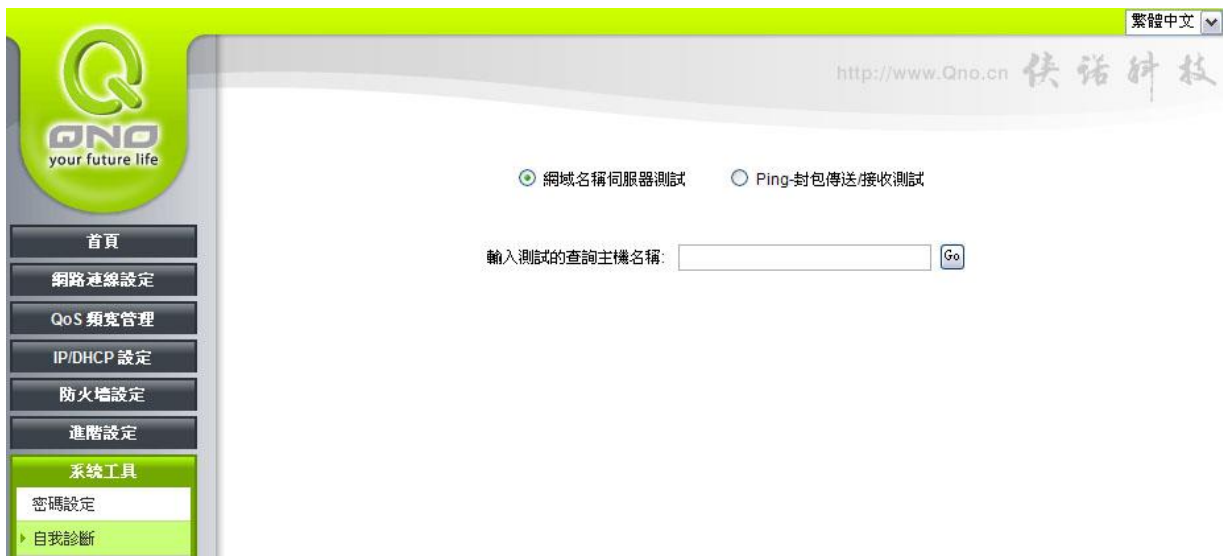 繁體中文
http://www.Qno.cn 俠諾科技
Q
QNO
your future life
網域名稱伺服器測試 Ping-封包傳送/接收測試
輸入測試的查詢主機名稱: Go
首頁
網路連線設定
QoS 頻寬管理
IP/DHCP 設定
防火墻設定
進階設定
系統工具
密碼設定
自我診斷